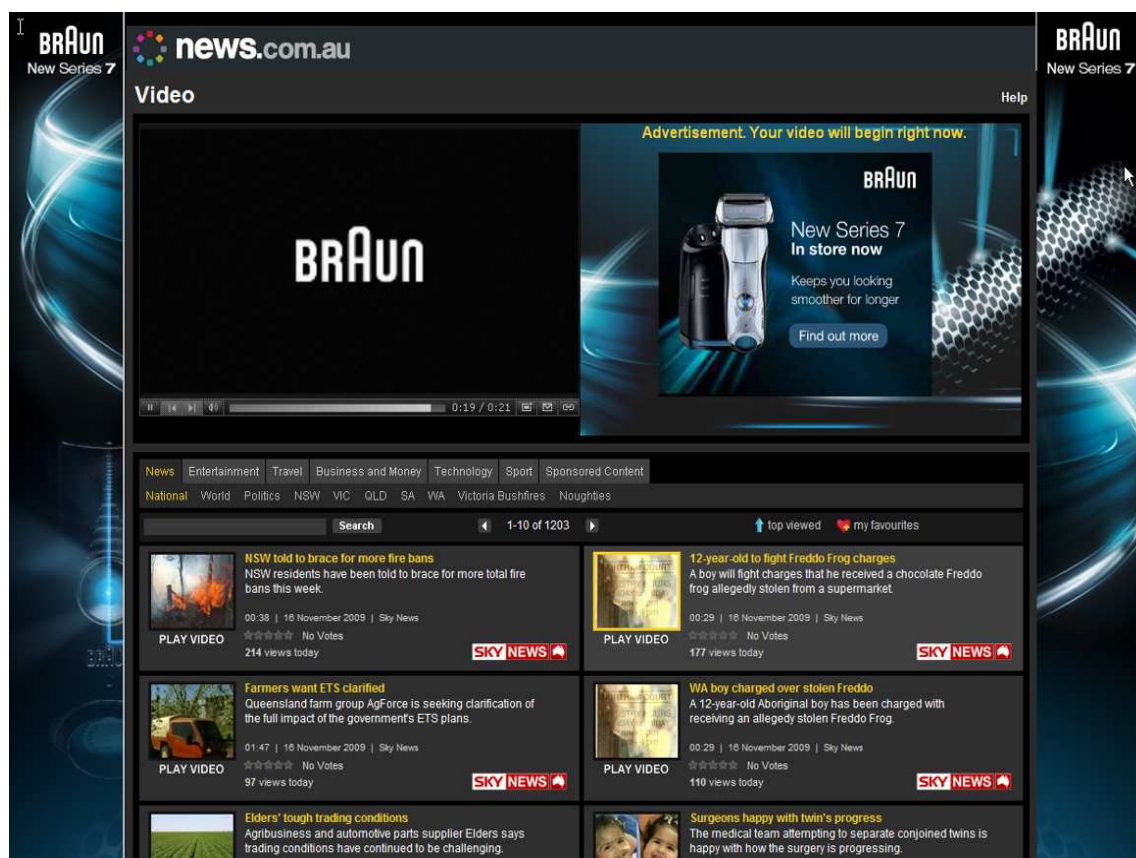 BRAUN
New Series 7
news.com.au
BRAUN
New Series 7
Video
Help
Advertisement. Your video will begin right now.
BRAUN
BRAUN
New Series 7
In store now
Keeps you looking
smoother for longer
Find out more
0:19 / 0:21
News Entertainment Travel Business and Money Technology Sport Sponsored Content
National World Politics NSW VIC QLD SA WA Victoria Bushfires Noughties
Search 1-10 of 1203 top viewed my favourites
NSW told to brace for more fire bans
NSW residents have been told to brace for more total fire
bans this week.
00:38 | 16 November 2009 | Sky News
PLAY VIDEO
No Votes
214 views today
SKY NEWS
12-year-old to fight Freddo Frog charges
A boy will fight charges that he received a chocolate Freddo
frog allegedly stolen from a supermarket.
00:29 | 16 November 2009 | Sky News
PLAY VIDEO
No Votes
177 views today
SKY NEWS
Farmers want ETS clarified
Queensland farm group AgForce is seeking clarification of
the full impact of the government's ETS plans.
01:47 | 16 November 2009 | Sky News
PLAY VIDEO
No Votes
97 views today
SKY NEWS
WA boy charged over stolen Freddo
A 12-year-old Aboriginal boy has been charged with
receiving an allegedy stolen Freddo Frog.
00:29 | 16 November 2009 | Sky News
PLAY VIDEO
No Votes
110 views today
SKY NEWS
Elders' tough trading conditions
Agribusiness and automotive parts supplier Elders says
trading conditions have continued to be challenging.
Surgeons happy with twin's progress
The medical team attempting to separate conjoined twins is
happy with how the surgery is progressing.